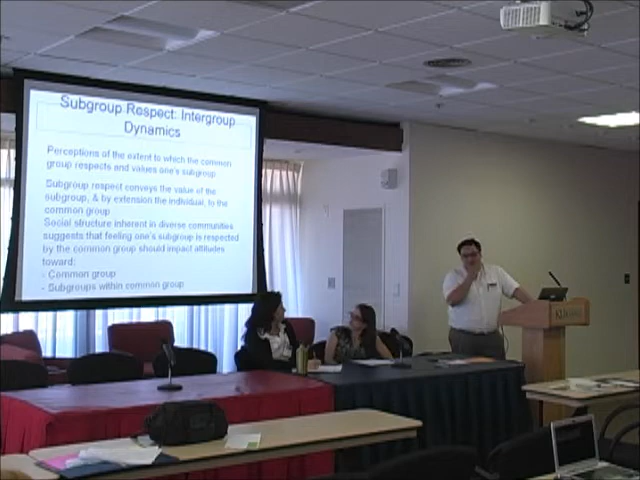 Subgroup Respect: Intergroup
Dynamics
Perceptions of the extent to which the common
group respects and values one's subgroup
Subgroup respect conveys the value of the
subgroup, & by extension the individual, to the
common group
Social structure inherent in diverse communities
suggests that feeling one's subgroup is respected
by the common group should impact attitudes
toward:
- Common group
- Subgroups within common group